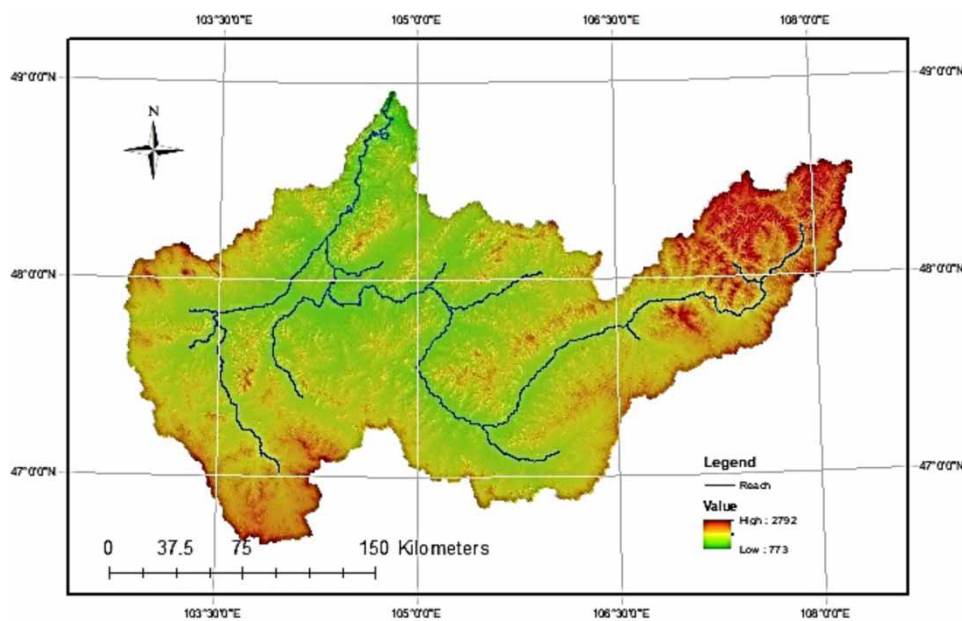 103°30'0"E 105°0'0"E 106°30'0"E 108°0'0"E
49°0'0"N 49°0'0"N
N
48°0'0"N 48°0'0"N
47°0'0"N 47°0'0"N
Legend
Reach
Value
High : 2792
Low : 773
0 37.5 75 150 Kilometers
103°30'0"E 105°0'0"E 106°30'0"E 108°0'0"E